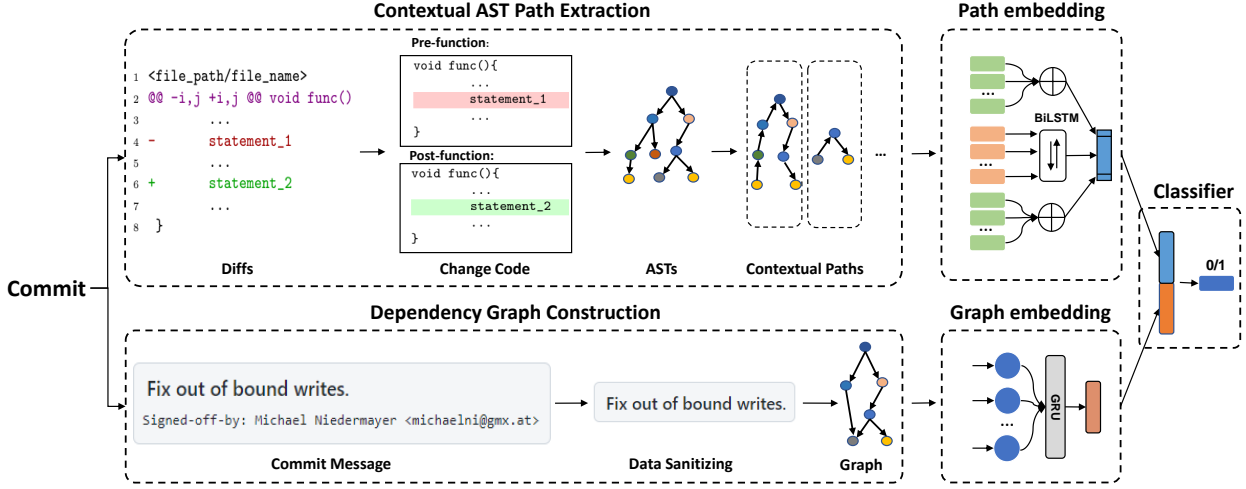 Contextual AST Path Extraction
Path embedding
Pre-function:
void func(){
...
statement_1
...
}
Post-function:
void func(){
...
statement_2
...
}
1 <file_path/file_name>
2 @@ -i,j +i,j @@ void func()
3 ...
4 - statement_1
5 ...
6 + statement_2
7 ...
8 }
...
...
BiLSTM
...
...
Diffs
Change Code
ASTs
Contextual Paths
Classifier
0/1
Commit
Dependency Graph Construction
Graph embedding
Fix out of bound writes.
Signed-off-by: Michael Niedermayer <michaelni@gmx.at>
Fix out of bound writes.
...
GRU
Commit Message
Data Sanitizing
Graph